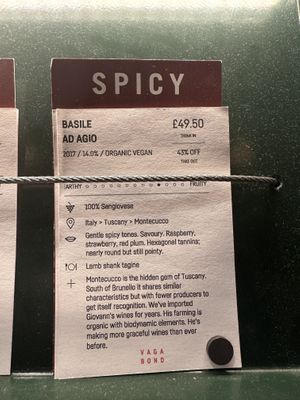 SPICY
BASILE £49.50
AD AGIO DRINK IN
2017 / 14.0% / ORGANIC VEGAN 43% OFF
TAKE OUT
EARTHY FRUITY
100% Sangiovese
Italy > Tuscany > Montecucco
Gentle spicy tones. Savoury. Raspberry,
strawberry, red plum. Hexagonal tannins;
nearly round but still pointy.
Lamb shank tagine
Montecucco is the hidden gem of Tuscany.
South of Brunello it shares similar
characteristics but with fewer producers to
get itself recognition. We've imported
Giovann's wines for years. His farming is
organic with biodynamic elements. He's
making more graceful wines than ever
before.
VAGA
BOND